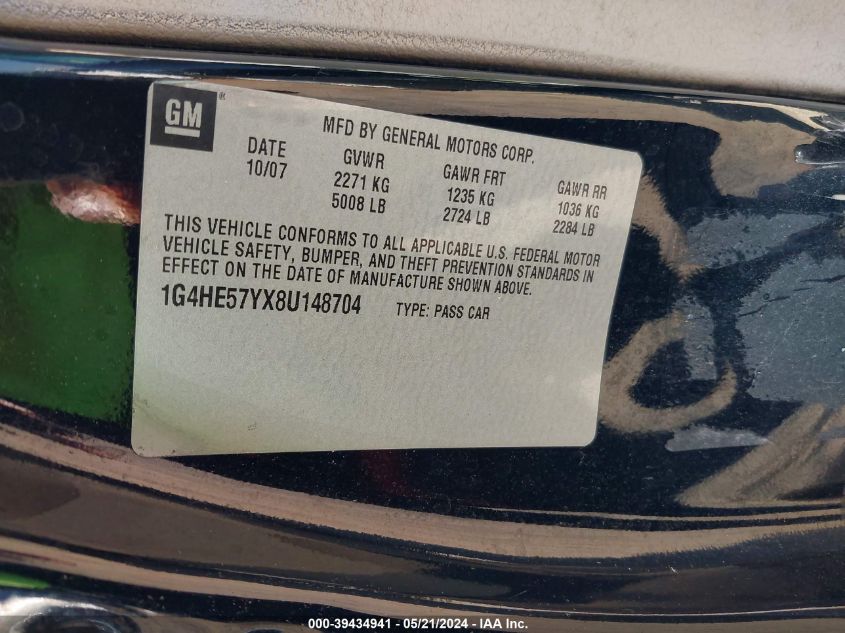 GM®
MFD BY GENERAL MOTORS CORP.
DATE GVWR GAWR FRT GAWR RR
10/07 2271 KG 1235 KG 1036 KG
5008 LB 2724 LB 2284 LB
THIS VEHICLE CONFORMS TO ALL APPLICABLE U.S. FEDERAL MOTOR
VEHICLE SAFETY, BUMPER, AND THEFT PREVENTION STANDARDS IN
EFFECT ON THE DATE OF MANUFACTURE SHOWN ABOVE.
1G4HE57YX8U148704 TYPE: PASS CAR
000-39434941 - 05/21/2024 - IAA Inc.